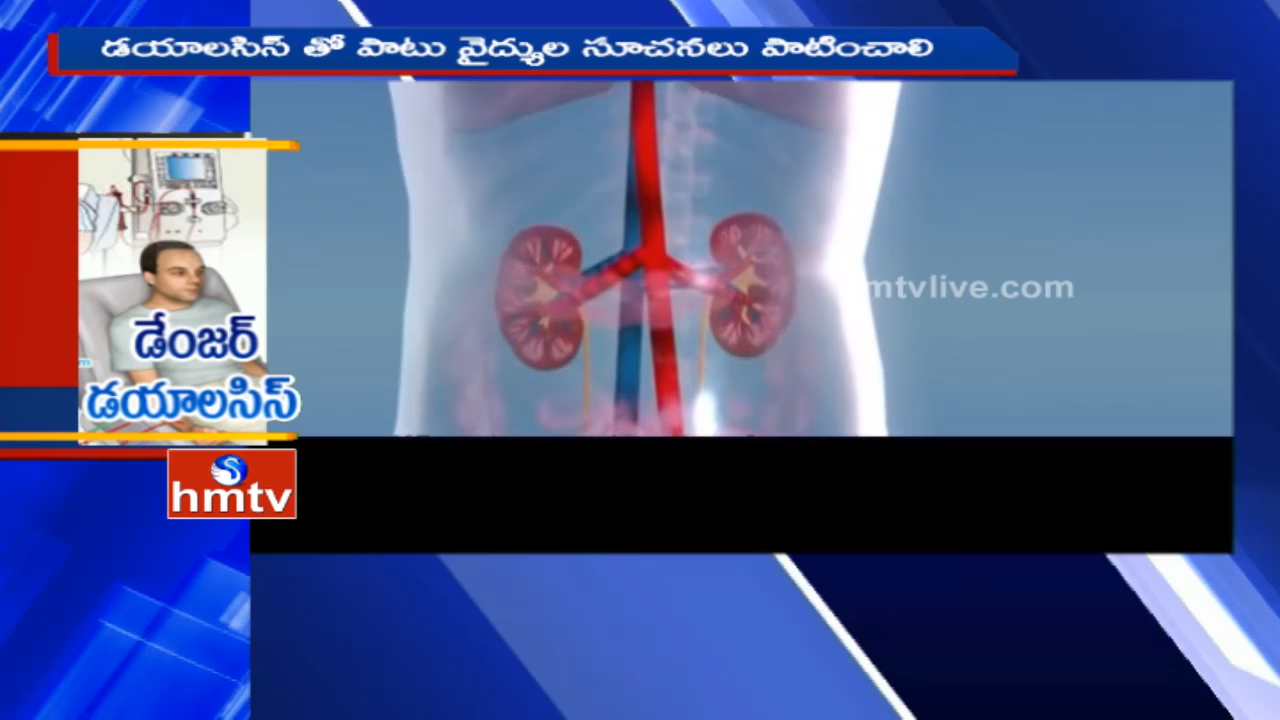 డయాలసిస్ తో పాటు వైద్యుల సూచనలు పాటించాలి
mtvlive.com
డేంజర్
డయాలసిస్
hmtv